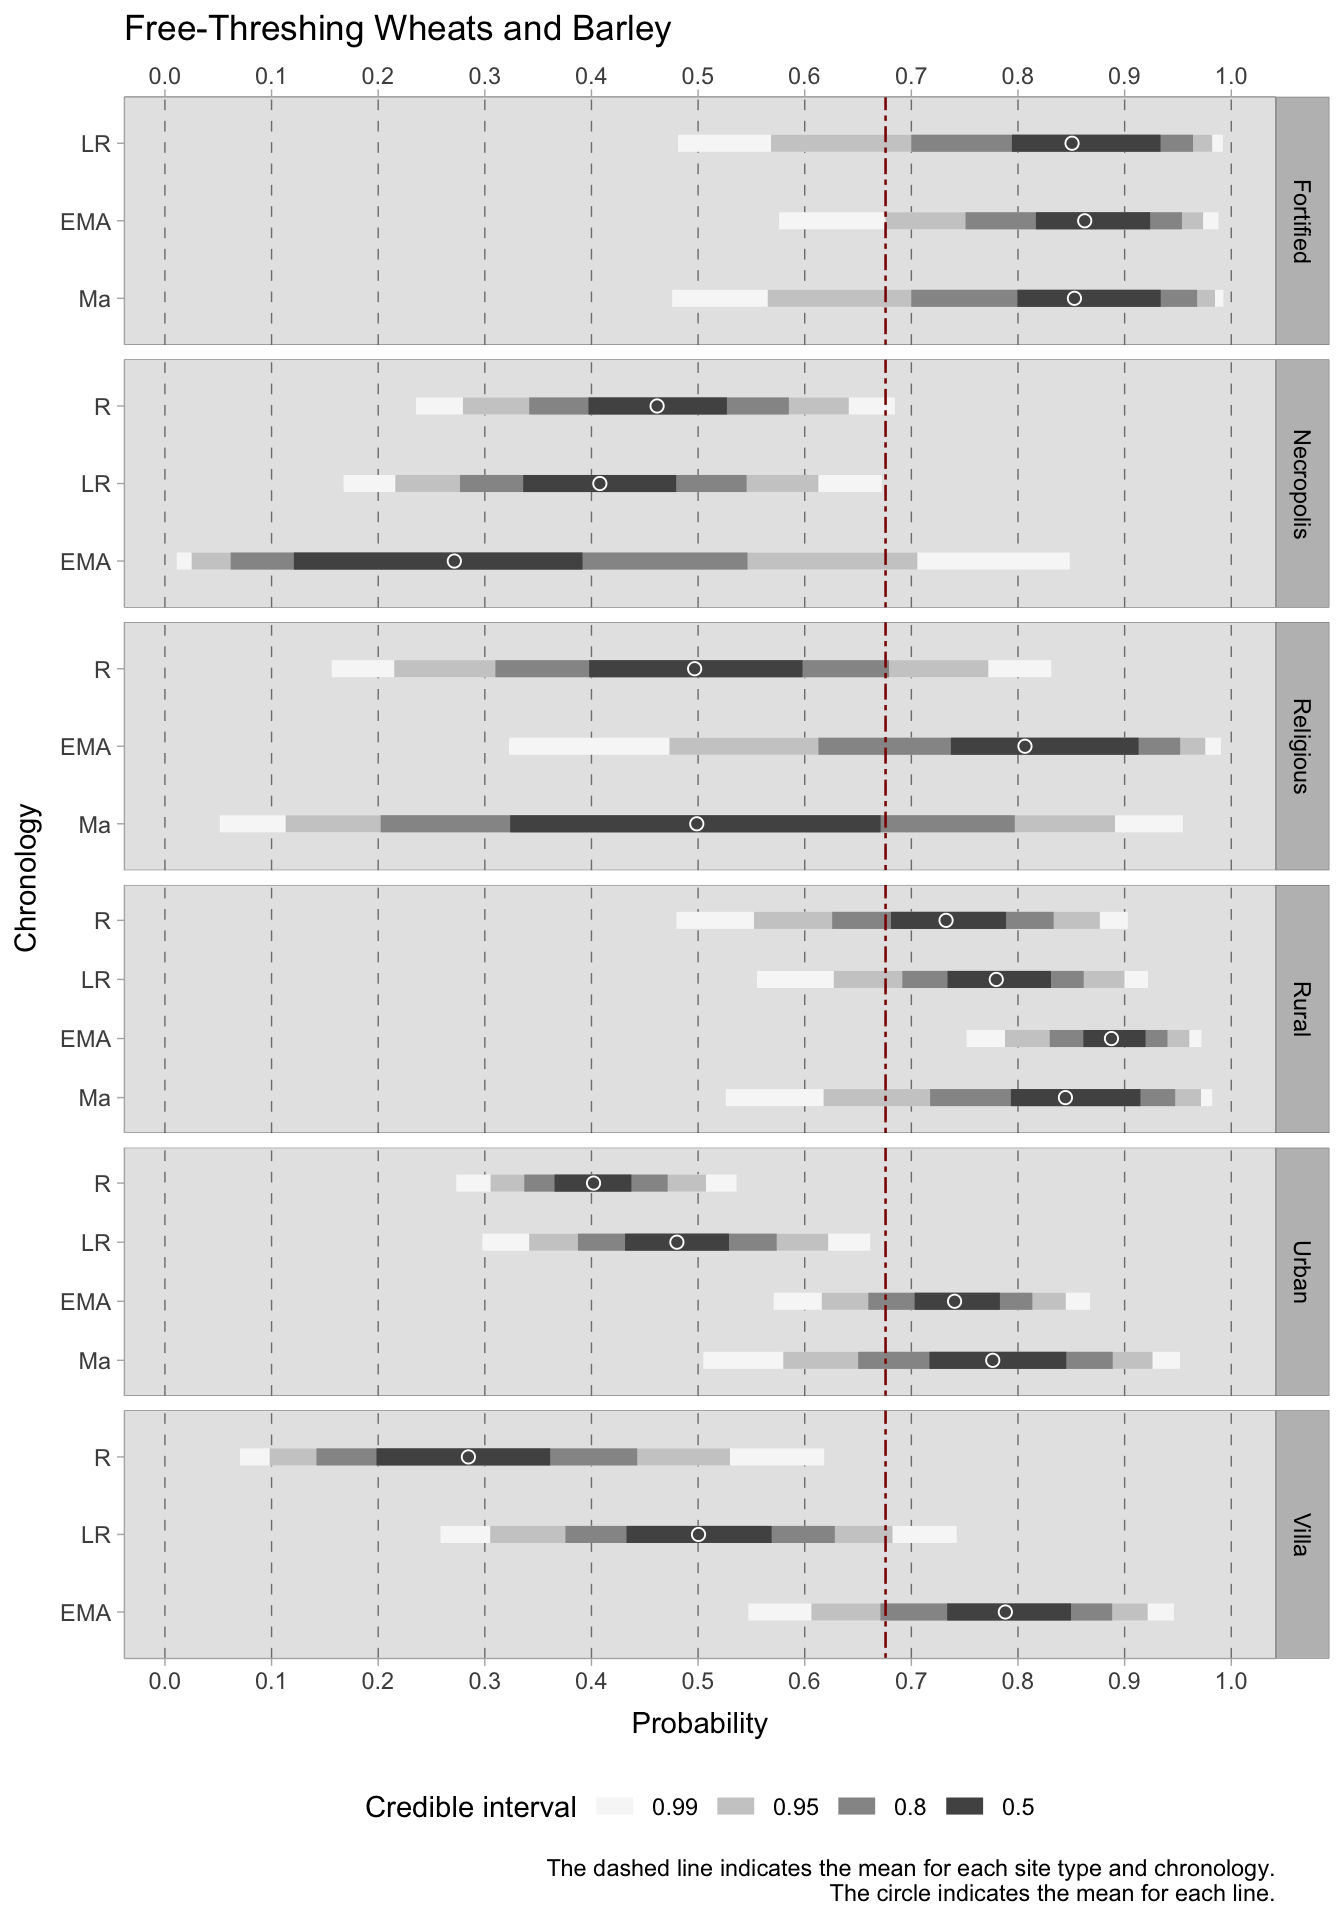 Free-Threshing Wheats and Barley
0.0 0.1 0.2 0.3 0.4 0.5 0.6 0.7 0.8 0.9 1.0
LR
EMA
Ma
Fortified
R
LR
EMA
Necropolis
R
EMA
Ma
Religious
R
LR
EMA
Ma
Rural
R
LR
EMA
Ma
Urban
R
LR
EMA
Villa
Chronology
0.0 0.1 0.2 0.3 0.4 0.5 0.6 0.7 0.8 0.9 1.0
Probability
Credible interval 0.99 0.95 0.8 0.5
The dashed line indicates the mean for each site type and chronology.
The circle indicates the mean for each line.